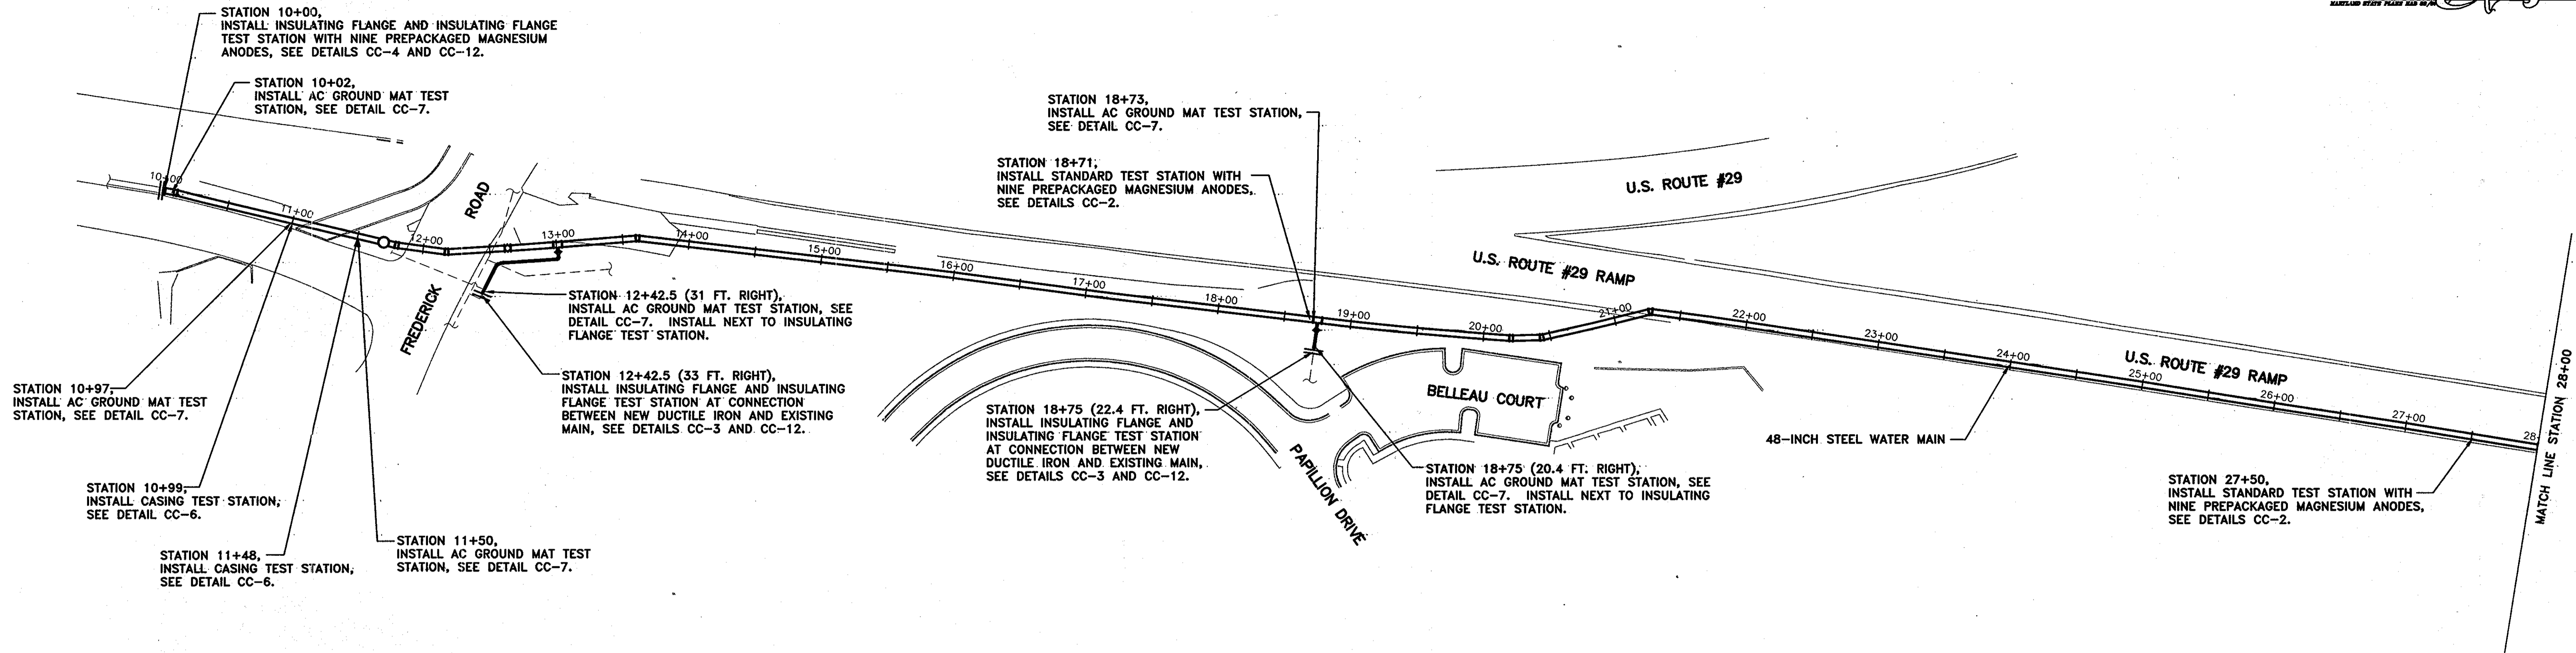 STATION 10+00,
INSTALL INSULATING FLANGE AND INSULATING FLANGE
TEST STATION WITH NINE PREPACKAGED MAGNESIUM
ANODES, SEE DETAILS CC-4 AND CC-12.
STATION 10+02,
INSTALL AC GROUND MAT TEST
STATION, SEE DETAIL CC-7.
STATION 18+73,
INSTALL AC GROUND MAT TEST STATION,
SEE DETAIL CC-7.
STATION 18+71,
INSTALL STANDARD TEST STATION WITH
NINE PREPACKAGED MAGNESIUM ANODES,
SEE DETAILS CC-2.
U.S. ROUTE #29
U.S. ROUTE #29 RAMP
U.S. ROUTE #29 RAMP
10+00
11+00
12+00
13+00
14+00
15+00
16+00
17+00
18+00
19+00
20+00
21+00
22+00
23+00
24+00
25+00
26+00
27+00
28
FREDERICK ROAD
STATION 12+42.5 (31 FT. RIGHT),
INSTALL AC GROUND MAT TEST STATION, SEE
DETAIL CC-7. INSTALL NEXT TO INSULATING
FLANGE TEST STATION.
STATION 12+42.5 (33 FT. RIGHT),
INSTALL INSULATING FLANGE AND INSULATING
FLANGE TEST STATION AT CONNECTION
BETWEEN NEW DUCTILE IRON AND EXISTING
MAIN, SEE DETAILS CC-3 AND CC-12.
STATION 10+97,
INSTALL AC GROUND MAT TEST
STATION, SEE DETAIL CC-7.
STATION 10+99,
INSTALL CASING TEST STATION,
SEE DETAIL CC-6.
STATION 11+48,
INSTALL CASING TEST STATION,
SEE DETAIL CC-6.
STATION 11+50,
INSTALL AC GROUND MAT TEST
STATION, SEE DETAIL CC-7.
STATION 18+75 (22.4 FT. RIGHT),
INSTALL INSULATING FLANGE AND
INSULATING FLANGE TEST STATION
AT CONNECTION BETWEEN NEW
DUCTILE IRON AND EXISTING MAIN,
SEE DETAILS CC-3 AND CC-12.
BELLEAU COURT
PAPILLION DRIVE
STATION 18+75 (20.4 FT. RIGHT),
INSTALL AC GROUND MAT TEST STATION, SEE
DETAIL CC-7. INSTALL NEXT TO INSULATING
FLANGE TEST STATION.
48-INCH STEEL WATER MAIN
STATION 27+50,
INSTALL STANDARD TEST STATION WITH
NINE PREPACKAGED MAGNESIUM ANODES,
SEE DETAILS CC-2.
MATCH LINE STATION 28+00
MARYLAND STATE PLANE NAD